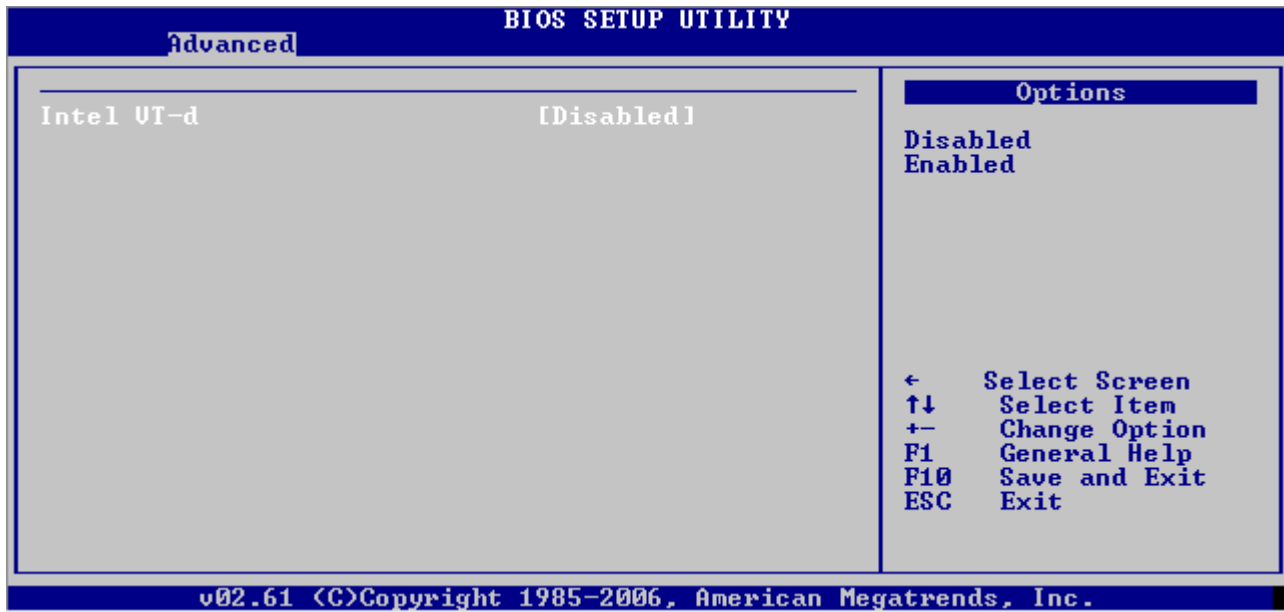 BIOS SETUP UTILITY
Advanced
Intel VT-d [Disabled]
Options
Disabled
Enabled
← Select Screen
↑↓ Select Item
+- Change Option
F1 General Help
F10 Save and Exit
ESC Exit
v02.61 (C)Copyright 1985-2006, American Megatrends, Inc.